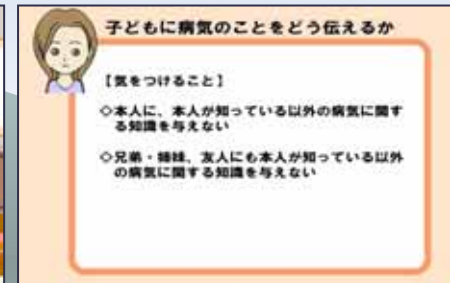 子どもに病気のことをどう伝えるか
【気をつけること】
◇本人に、本人が知っている以外の病気に関す
る知識を与えない
◇兄弟・姉妹、友人にも本人が知っている以外
の病気に関する知識を与えない